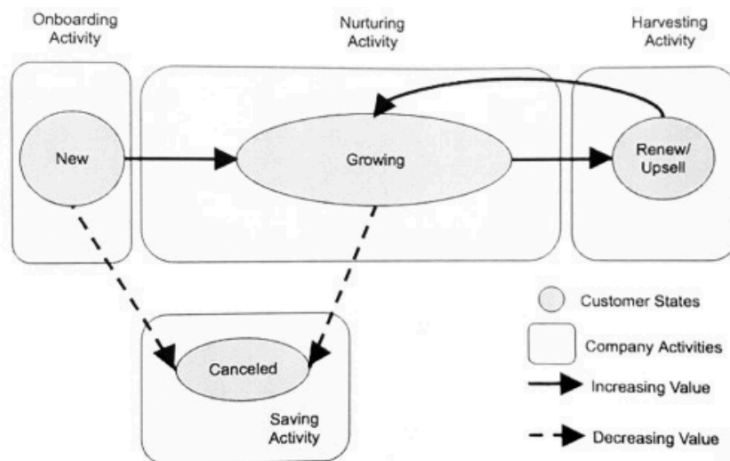 Onboarding
Activity
Nurturing
Activity
Harvesting
Activity
New
Growing
Renew/
Upsell
Canceled
Saving
Activity
Customer States
Company Activities
Increasing Value
Decreasing Value